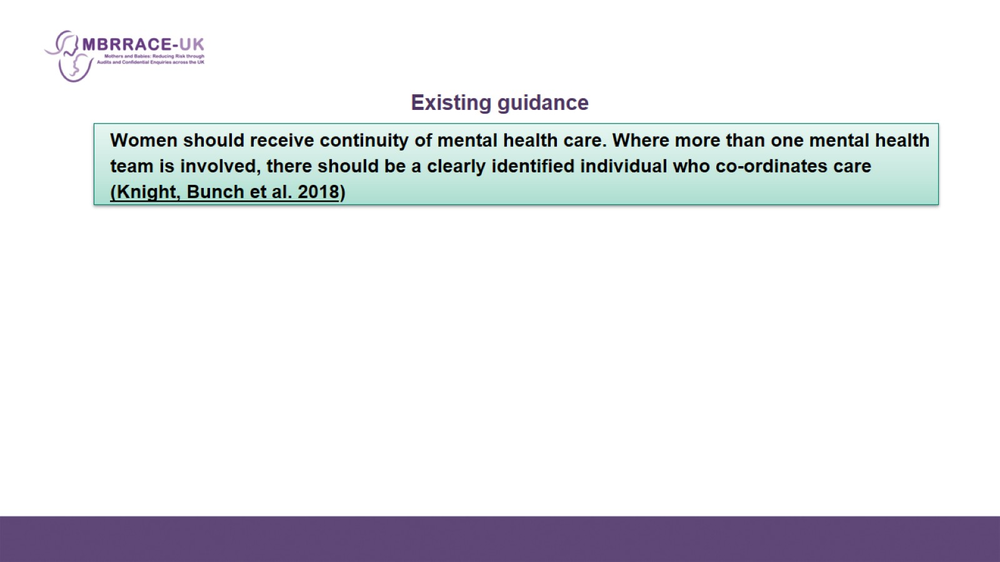 MBRRACE-UK
Mothers and Babies: Reducing Risk through
Audits and Confidential Enquiries across the UK
Existing guidance
Women should receive continuity of mental health care. Where more than one mental health
team is involved, there should be a clearly identified individual who co-ordinates care
(Knight, Bunch et al. 2018)